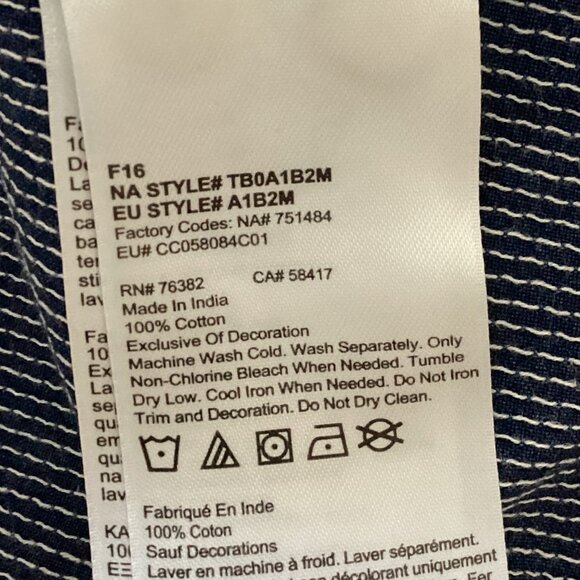 F16
NA STYLE# TB0A1B2M
EU STYLE# A1B2M
Factory Codes: NA# 751484
EU# CC058084C01
RN# 76382 CA# 58417
Made In India
100% Cotton
Exclusive Of Decoration
Machine Wash Cold. Wash Separately. Only
Non-Chlorine Bleach When Needed. Tumble
Dry Low. Cool Iron When Needed. Do Not Iron
Trim and Decoration. Do Not Dry Clean.
Fabriqué En Inde
100% Coton
Sauf Decorations
Laver en machine à froid. Laver séparément.
décolorant uniquement